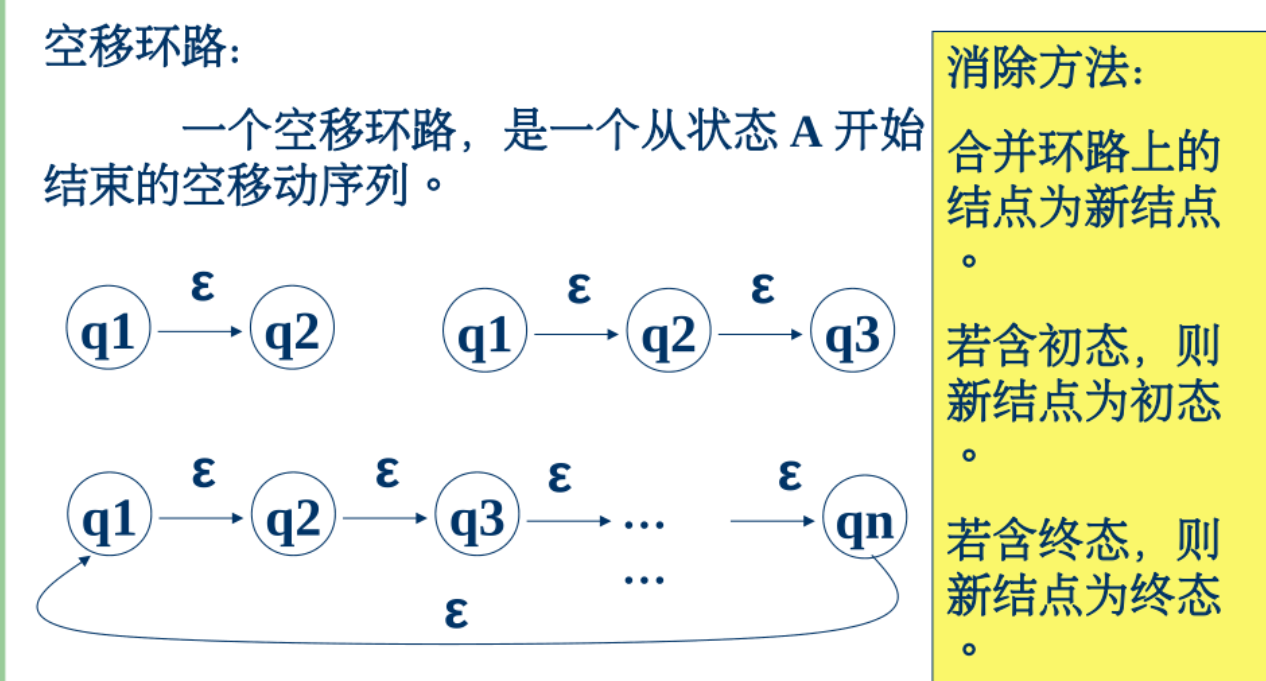 空移环路:
一个空移环路，是一个从状态 A 开始
结束的空移动序列。
ε
q1 q2
ε ε
q1 q2 q3
ε ε ε ε
q1 q2 q3 … qn
…
ε
消除方法:
合并环路上的
结点为新结点
。
若含初态，则
新结点为初态
。
若含终态，则
新结点为终态
。